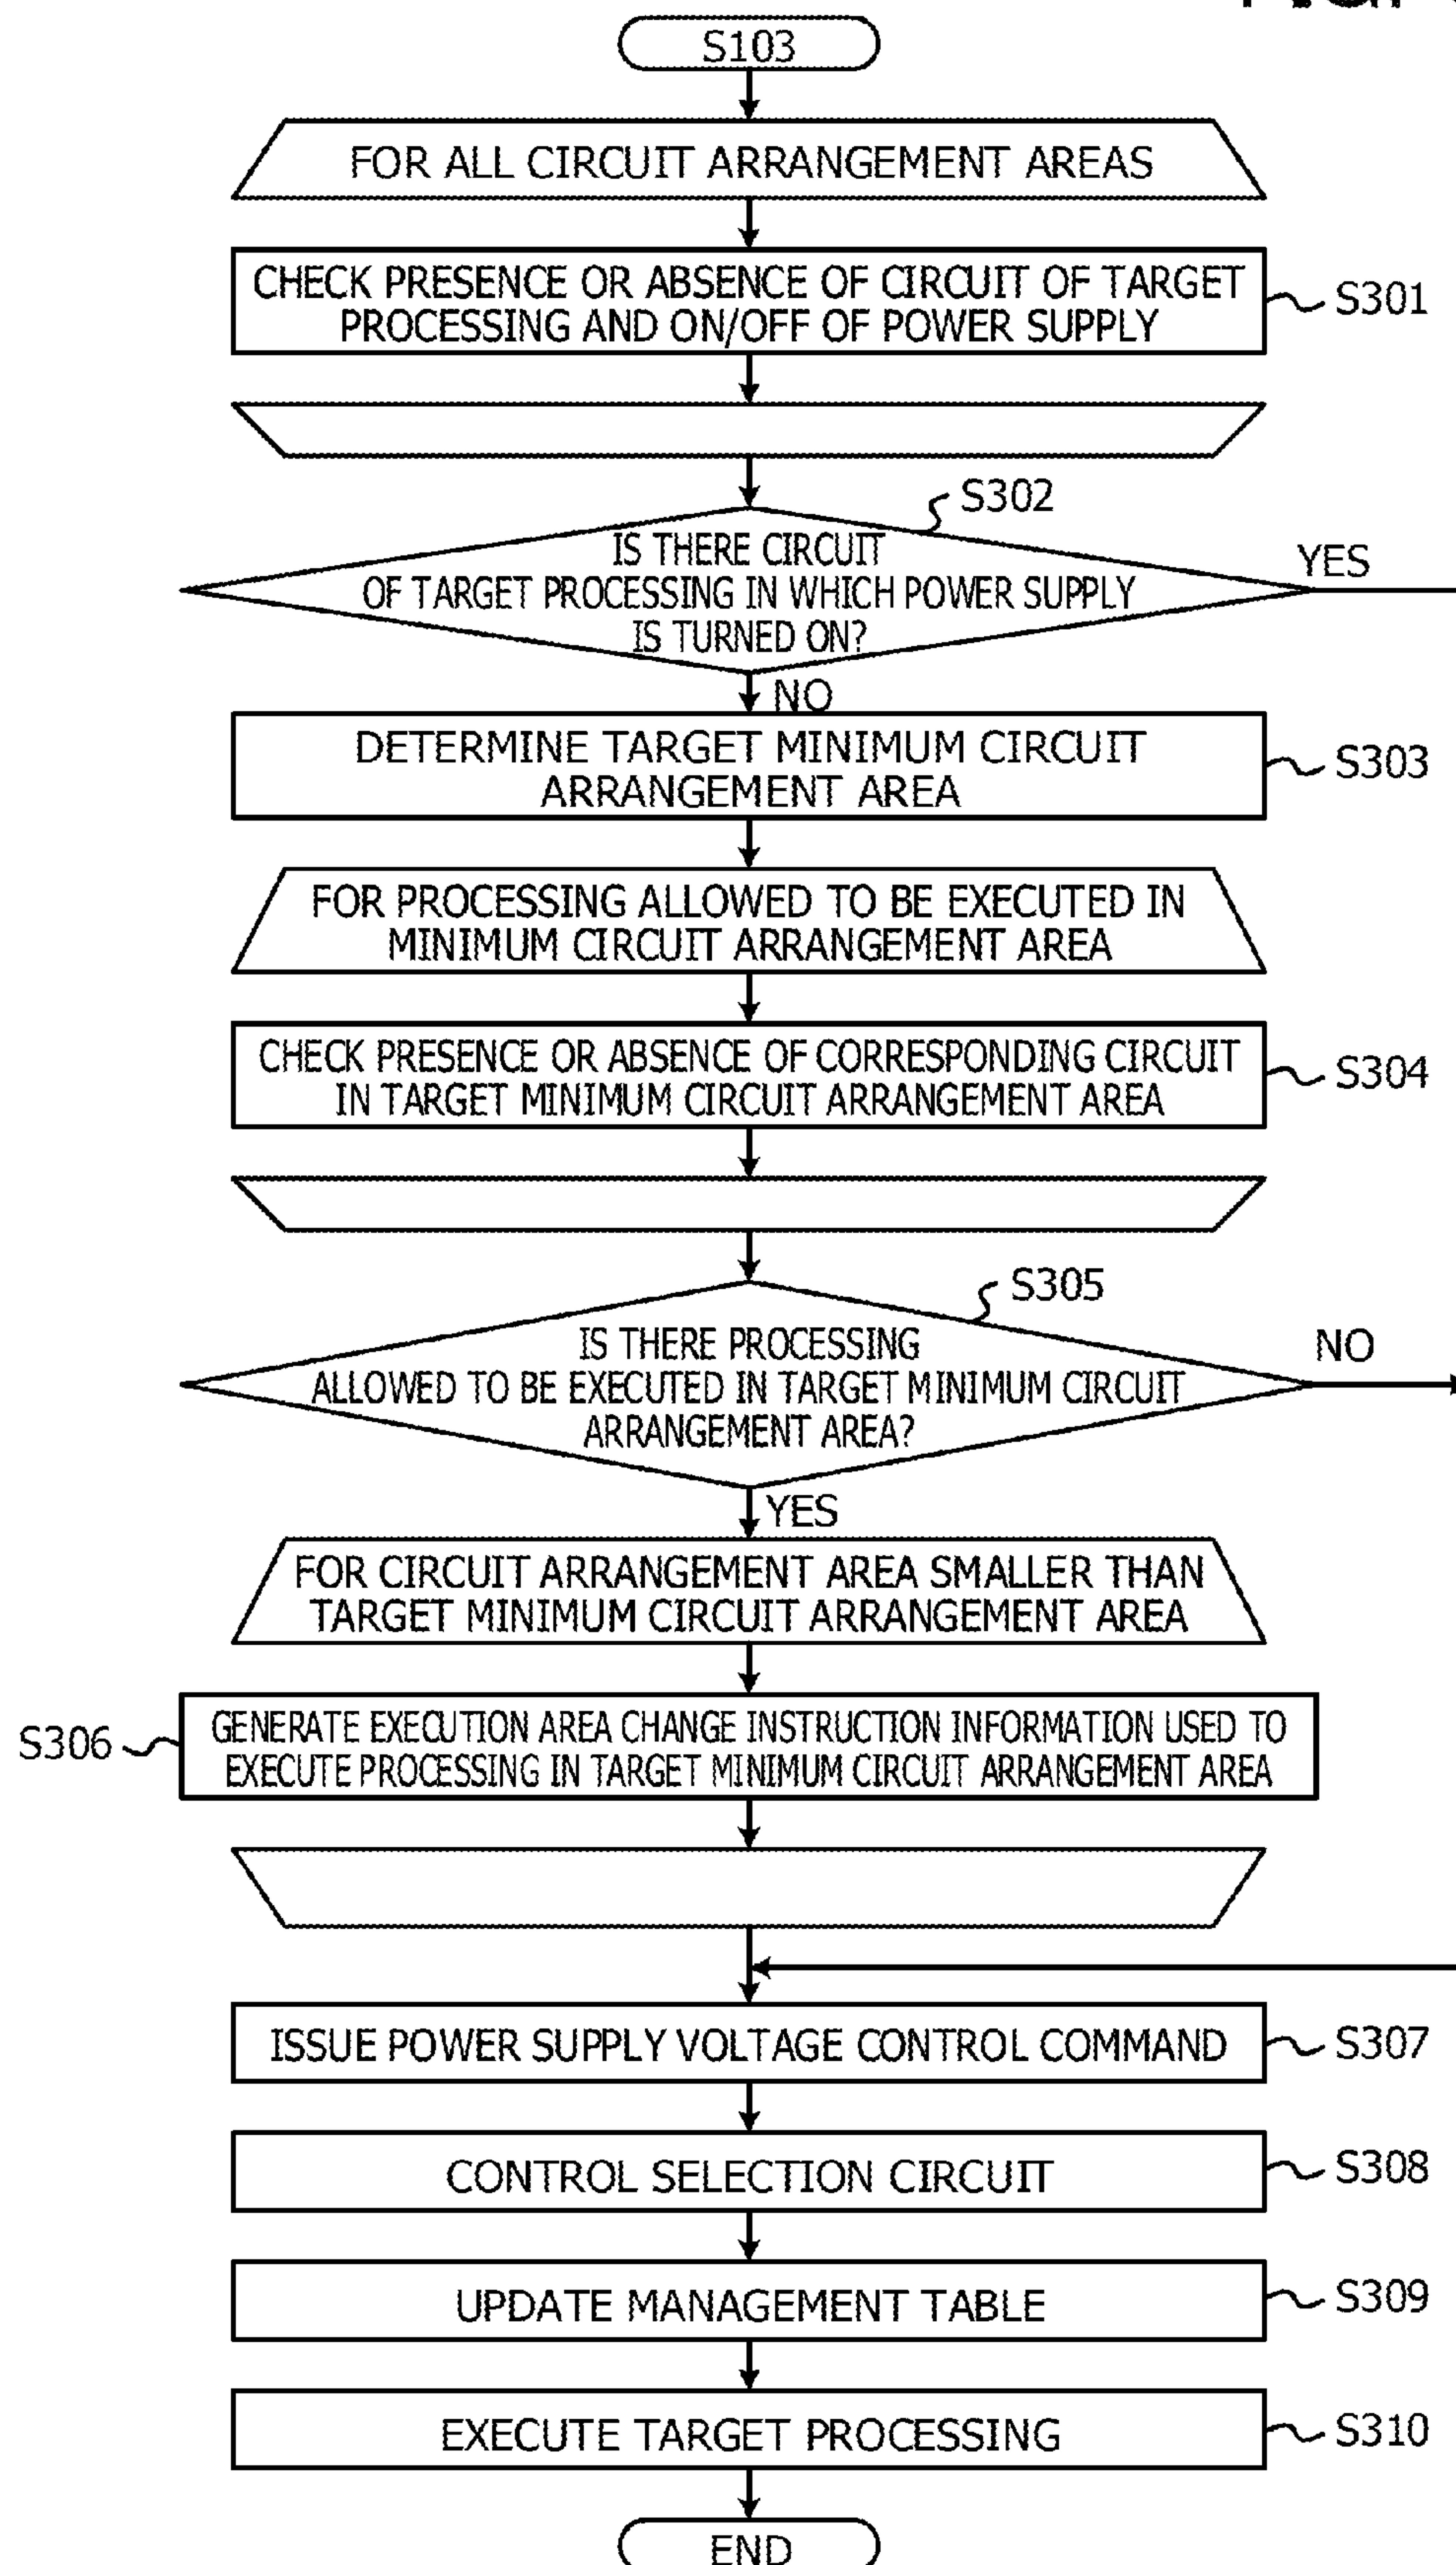 S103
FOR ALL CIRCUIT ARRANGEMENT AREAS
CHECK PRESENCE OR ABSENCE OF CIRCUIT OF TARGET
PROCESSING AND ON/OFF OF POWER SUPPLY
S301
S302
IS THERE CIRCUIT
OF TARGET PROCESSING IN WHICH POWER SUPPLY
IS TURNED ON?
YES
NO
DETERMINE TARGET MINIMUM CIRCUIT
ARRANGEMENT AREA
S303
FOR PROCESSING ALLOWED TO BE EXECUTED IN
MINIMUM CIRCUIT ARRANGEMENT AREA
CHECK PRESENCE OR ABSENCE OF CORRESPONDING CIRCUIT
IN TARGET MINIMUM CIRCUIT ARRANGEMENT AREA
S304
S305
IS THERE PROCESSING
ALLOWED TO BE EXECUTED IN TARGET MINIMUM CIRCUIT
ARRANGEMENT AREA?
NO
YES
FOR CIRCUIT ARRANGEMENT AREA SMALLER THAN
TARGET MINIMUM CIRCUIT ARRANGEMENT AREA
S306
GENERATE EXECUTION AREA CHANGE INSTRUCTION INFORMATION USED TO
EXECUTE PROCESSING IN TARGET MINIMUM CIRCUIT ARRANGEMENT AREA
ISSUE POWER SUPPLY VOLTAGE CONTROL COMMAND
S307
CONTROL SELECTION CIRCUIT
S308
UPDATE MANAGEMENT TABLE
S309
EXECUTE TARGET PROCESSING
S310
END